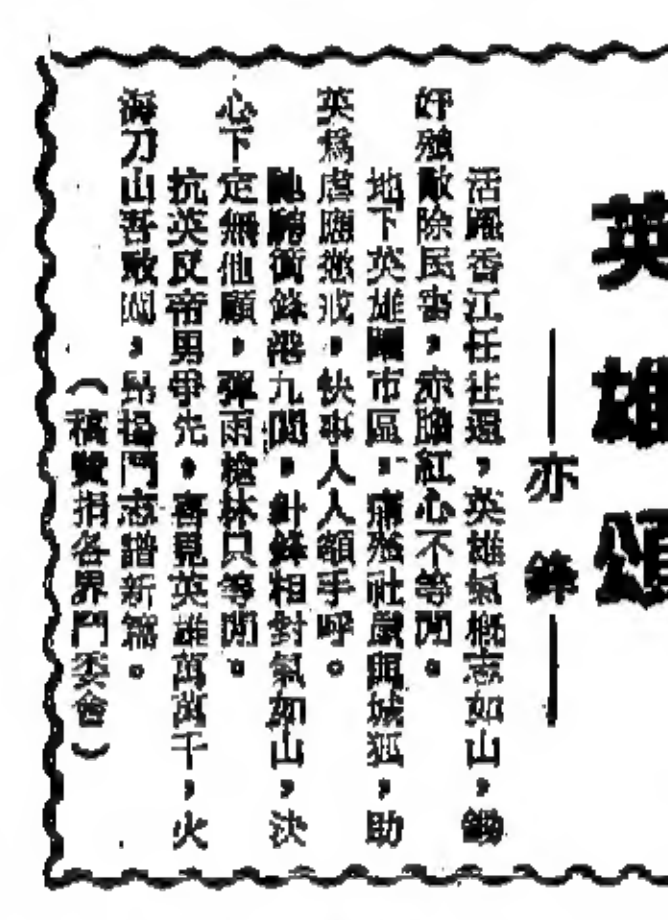 英雄頌
——亦鋒——
活躍香江任往還,英雄氣概志如山,鋤
奸殲敵除民害,赤膽紅心不等閒。
地下英雄躍市區,痛殲社鼠與城狐,助
英爲虐應懲戒,快事人人額手呼。
馳騁衝鋒港九間,針鋒相對氣如山,決
心下定無他顧,彈雨槍林只等閒。
抗英反帝男爭先,喜見英雄萬萬千,火
海刀山吾敢闖,昂揚鬥志譜新篇。
(稿費捐各界鬥委會)